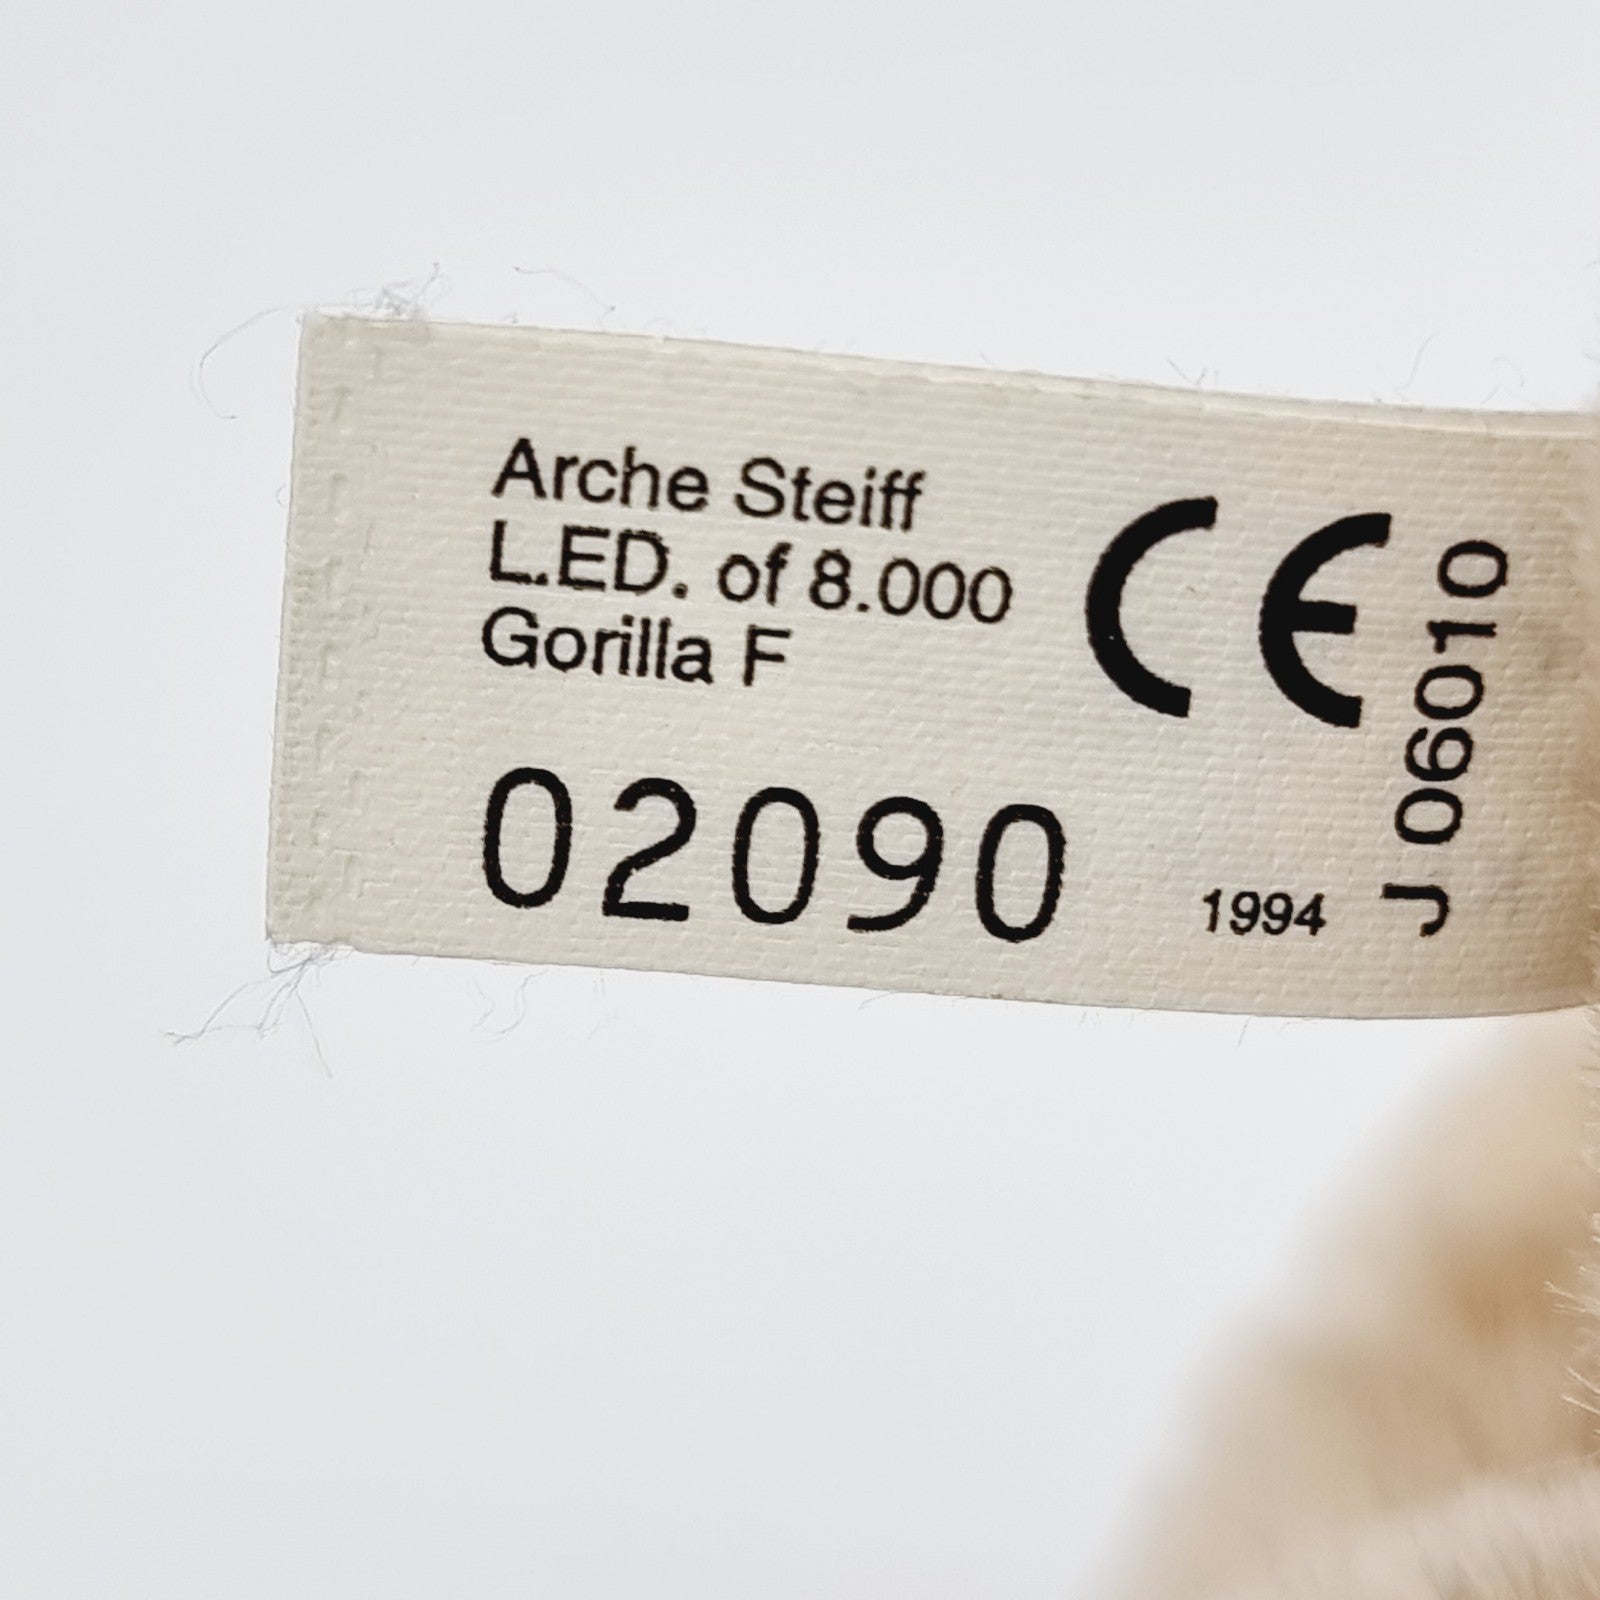 Arche Steiff
L.ED. of 8.000
Gorilla F
02090
CE
1994
J 06010